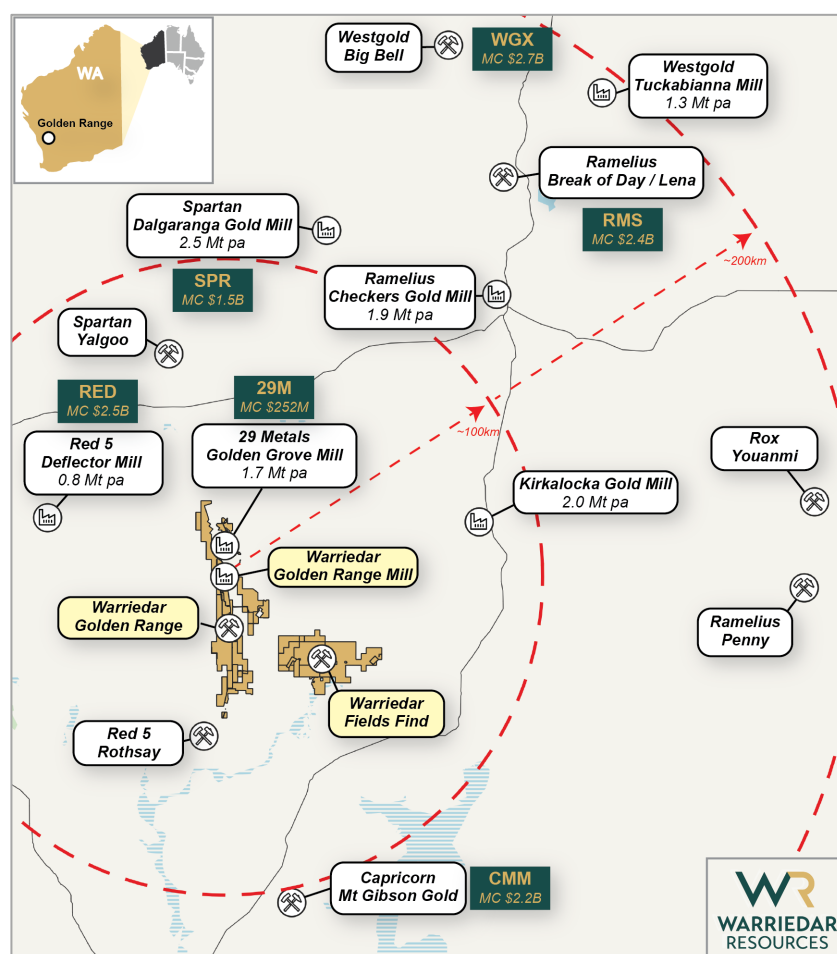 WA
Golden Range
Westgold
Big Bell
WGX
MC $2.7B
Westgold
Tuckabianna Mill
1.3 Mt pa
Ramelius
Break of Day / Lena
RMS
MC $2.4B
Spartan
Dalgaranga Gold Mill
2.5 Mt pa
SPR
MC $1.5B
~200km
Ramelius
Checkers Gold Mill
1.9 Mt pa
Spartan
Yalgoo
RED
MC $2.5B
29M
MC $252M
~100km
Red 5
Deflector Mill
0.8 Mt pa
29 Metals
Golden Grove Mill
1.7 Mt pa
Rox
Youanmi
Kirkalocka Gold Mill
2.0 Mt pa
Warriedar
Golden Range Mill
Warriedar
Golden Range
Ramelius
Penny
Warriedar
Fields Find
Red 5
Rothsay
Capricorn
Mt Gibson Gold
CMM
MC $2.2B
WR
WARRIEDAR
RESOURCES